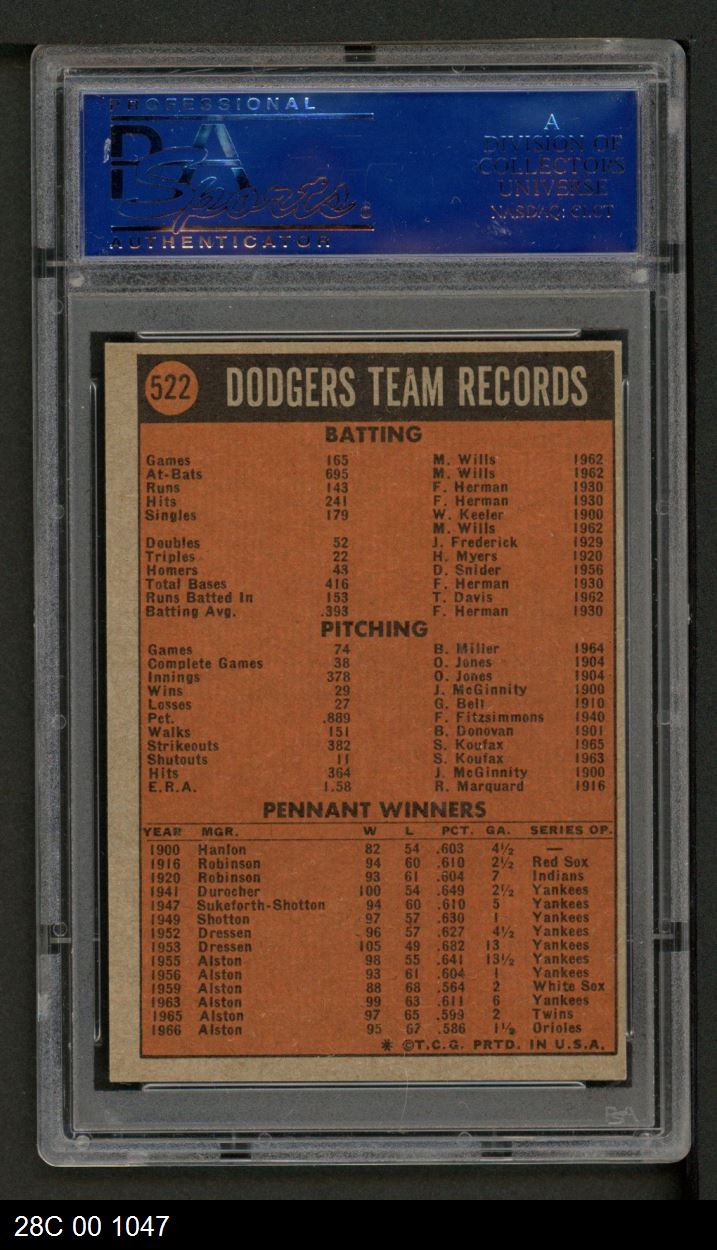 PROFESSIONAL
PSA
Sports
AUTHENTICATOR
A
DIVISION OF
COLLECTORS
UNIVERSE
NASDAQ: CLCT
522 DODGERS TEAM RECORDS
BATTING
Games 165 M. Wills 1962
At-Bats 695 M. Wills 1962
Runs 143 F. Herman 1930
Hits 241 F. Herman 1930
Singles 179 W. Keeler 1900
M. Wills 1962
Doubles 52 J. Frederick 1929
Triples 22 H. Myers 1920
Homers 43 D. Snider 1956
Total Bases 416 F. Herman 1930
Runs Batted In 153 T. Davis 1962
Batting Avg. .393 F. Herman 1930
PITCHING
Games 74 B. Miller 1964
Complete Games 38 O. Jones 1904
Innings 378 O. Jones 1904
Wins 29 J. McGinnity 1900
Losses 27 G. Bell 1910
Pct. .889 F. Fitzsimmons 1940
Walks 151 B. Donovan 1901
Strikeouts 382 S. Koufax 1965
Shutouts 11 S. Koufax 1963
Hits 364 J. McGinnity 1900
E.R.A. 1.58 R. Marquard 1916
PENNANT WINNERS
YEAR MGR. W L PCT. GA. SERIES OP.
1900 Hanlon 82 54 .603 4½ —
1916 Robinson 94 60 .610 2½ Red Sox
1920 Robinson 93 61 .604 7 Indians
1941 Durocher 100 54 .649 2½ Yankees
1947 Sukeforth-Shotton 94 60 .610 5 Yankees
1949 Shotton 97 57 .630 1 Yankees
1952 Dressen 96 57 .627 4½ Yankees
1953 Dressen 105 49 .682 13 Yankees
1955 Alston 98 55 .641 13½ Yankees
1956 Alston 93 61 .604 1 Yankees
1959 Alston 88 68 .564 2 White Sox
1963 Alston 99 63 .611 6 Yankees
1965 Alston 97 65 .599 2 Twins
1966 Alston 95 67 .586 1½ Orioles
* ©T.C.G. PRTD. IN U.S.A.
PSA
28C 00 1047